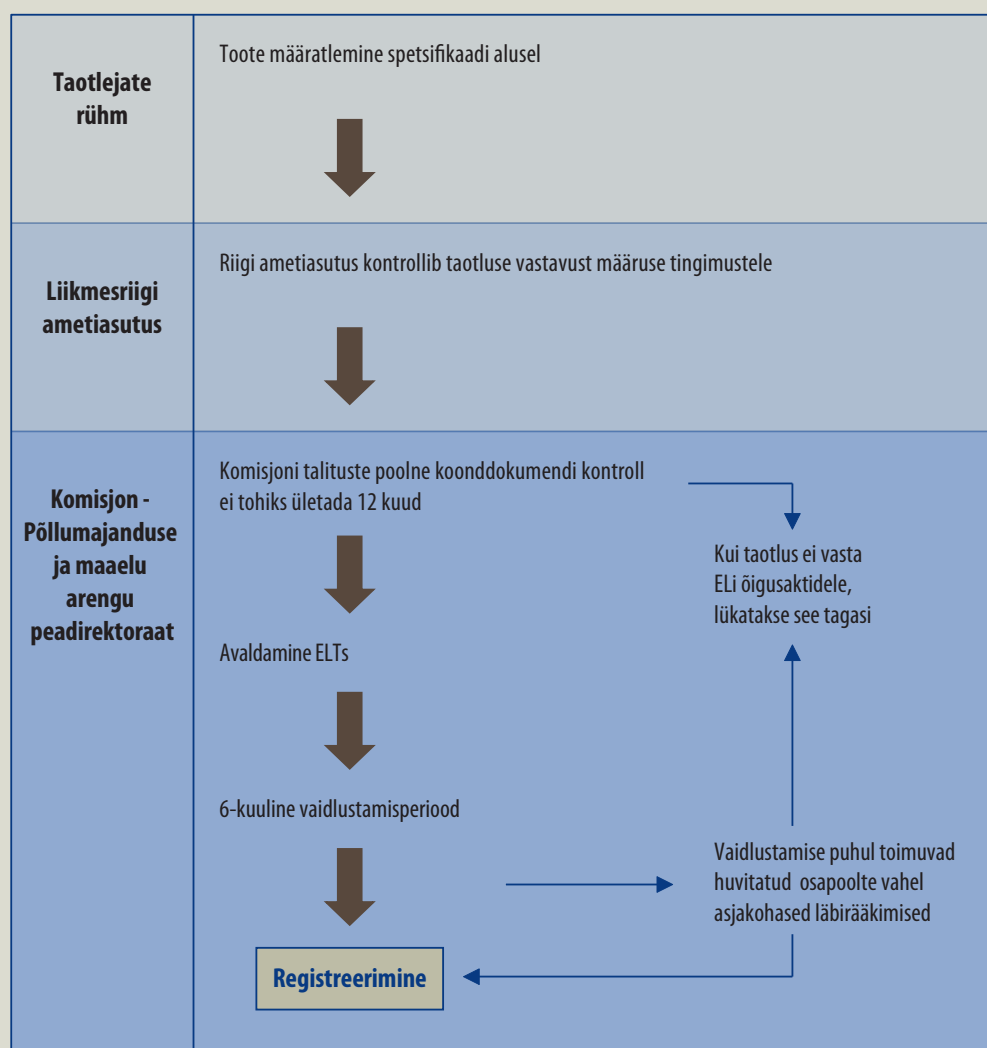 Taotlejate
rühm
Toote määratlemine spetsifikaadi alusel
Liikmesriigi
ametiasutus
Riigi ametiasutus kontrollib taotluse vastavust määruse tingimustele
Komisjon -
Põllumajanduse
ja maaelu
arengu
peadirektoraat
Komisjoni talituste poolne koonddokumendi kontroll
ei tohiks ületada 12 kuud
Kui taotlus ei vasta
ELi õigusaktidele,
lükatakse see tagasi
Avaldamine ELTs
6-kuuline vaidlustamisperiood
Vaidlustamise puhul toimuvad
huvitatud osapoolte vahel
asjakohased läbirääkimised
Registreerimine